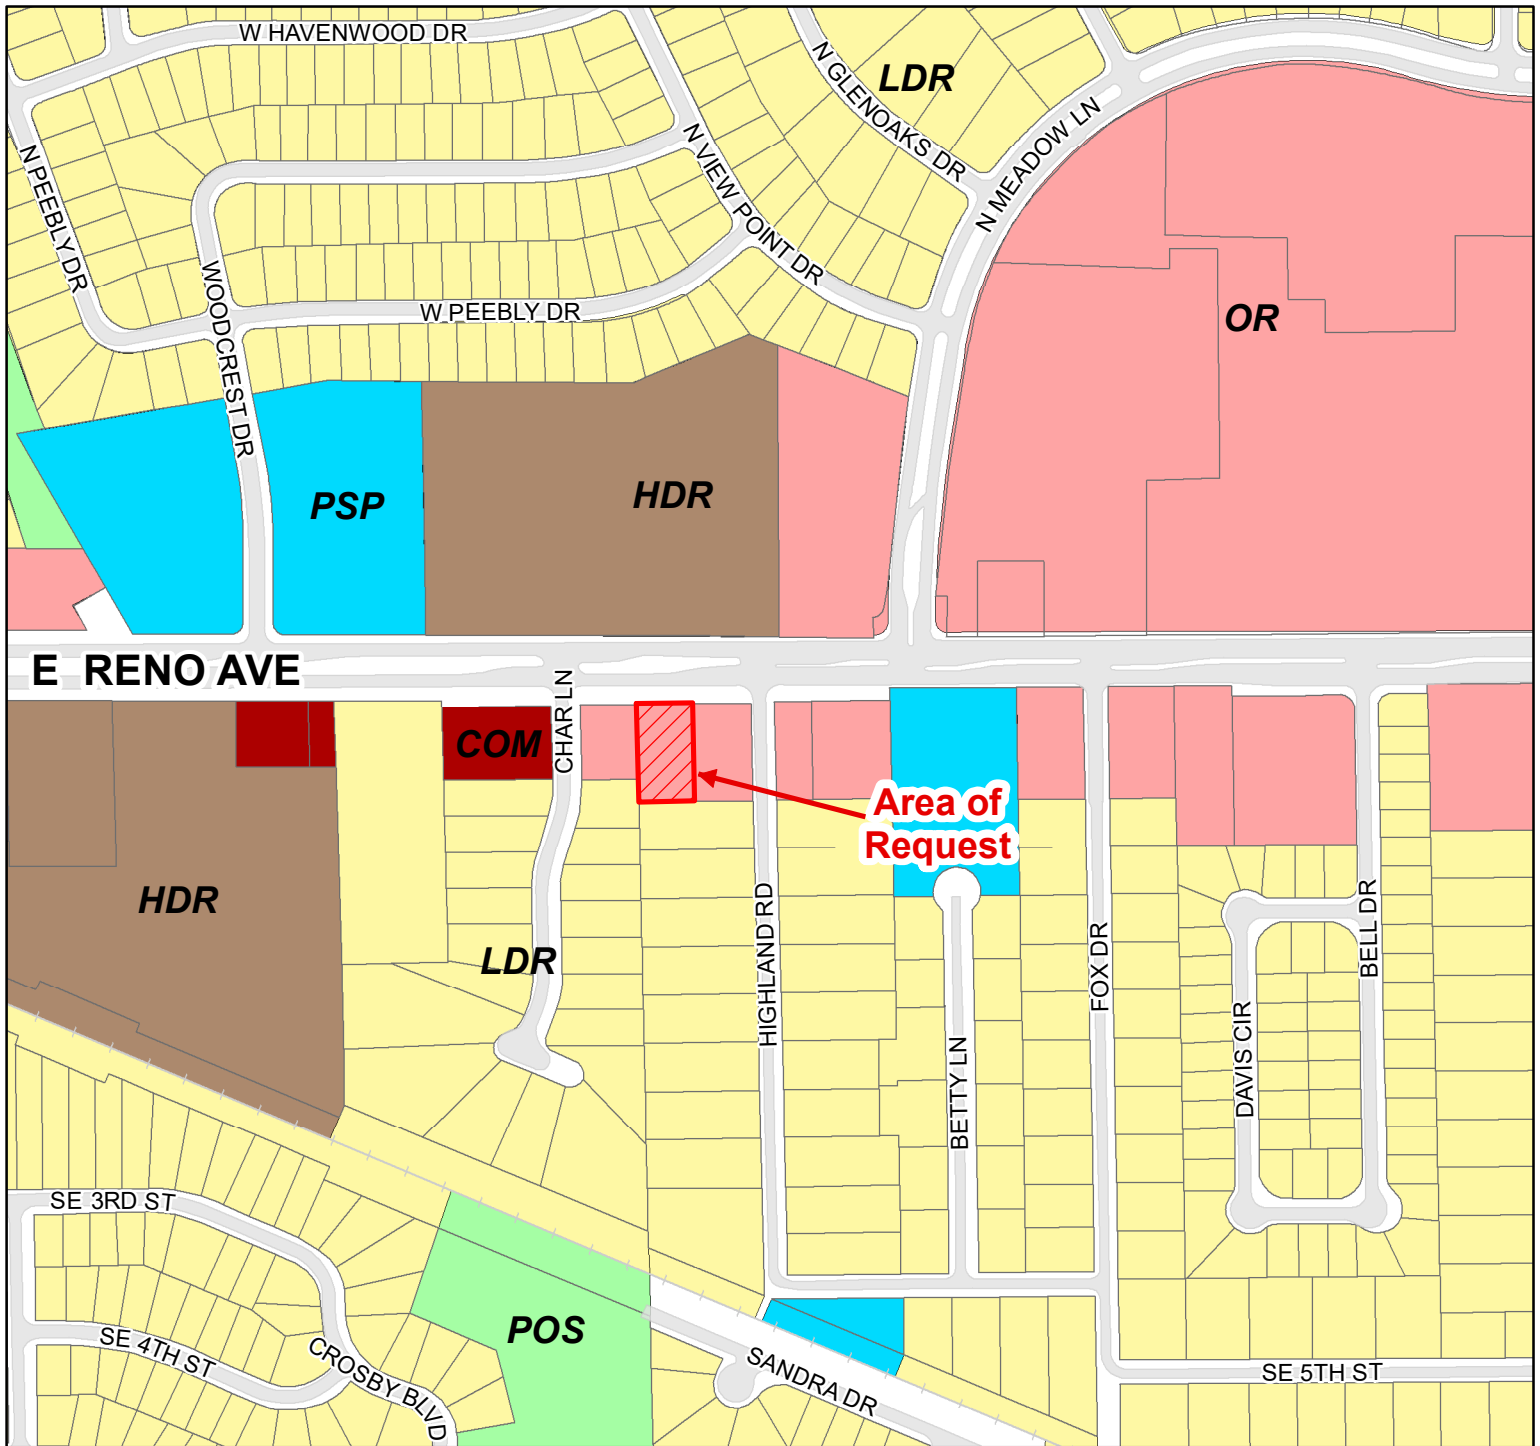 W HAVENWOOD DR
N GLENOAKS DR
LDR
N MEADOW LN
N PEEBLY DR
N VIEW POINT DR
WOODCREST DR
W PEEBLY DR
OR
PSP
HDR
E RENO AVE
CHAR LN
COM
Area of
Request
HDR
LDR
HIGHLAND RD
FOX DR
BELL DR
BETTY LN
DAVIS CIR
SE 3RD ST
POS
SE 4TH ST
CROSBY BLVD
SANDRA DR
SE 5TH ST